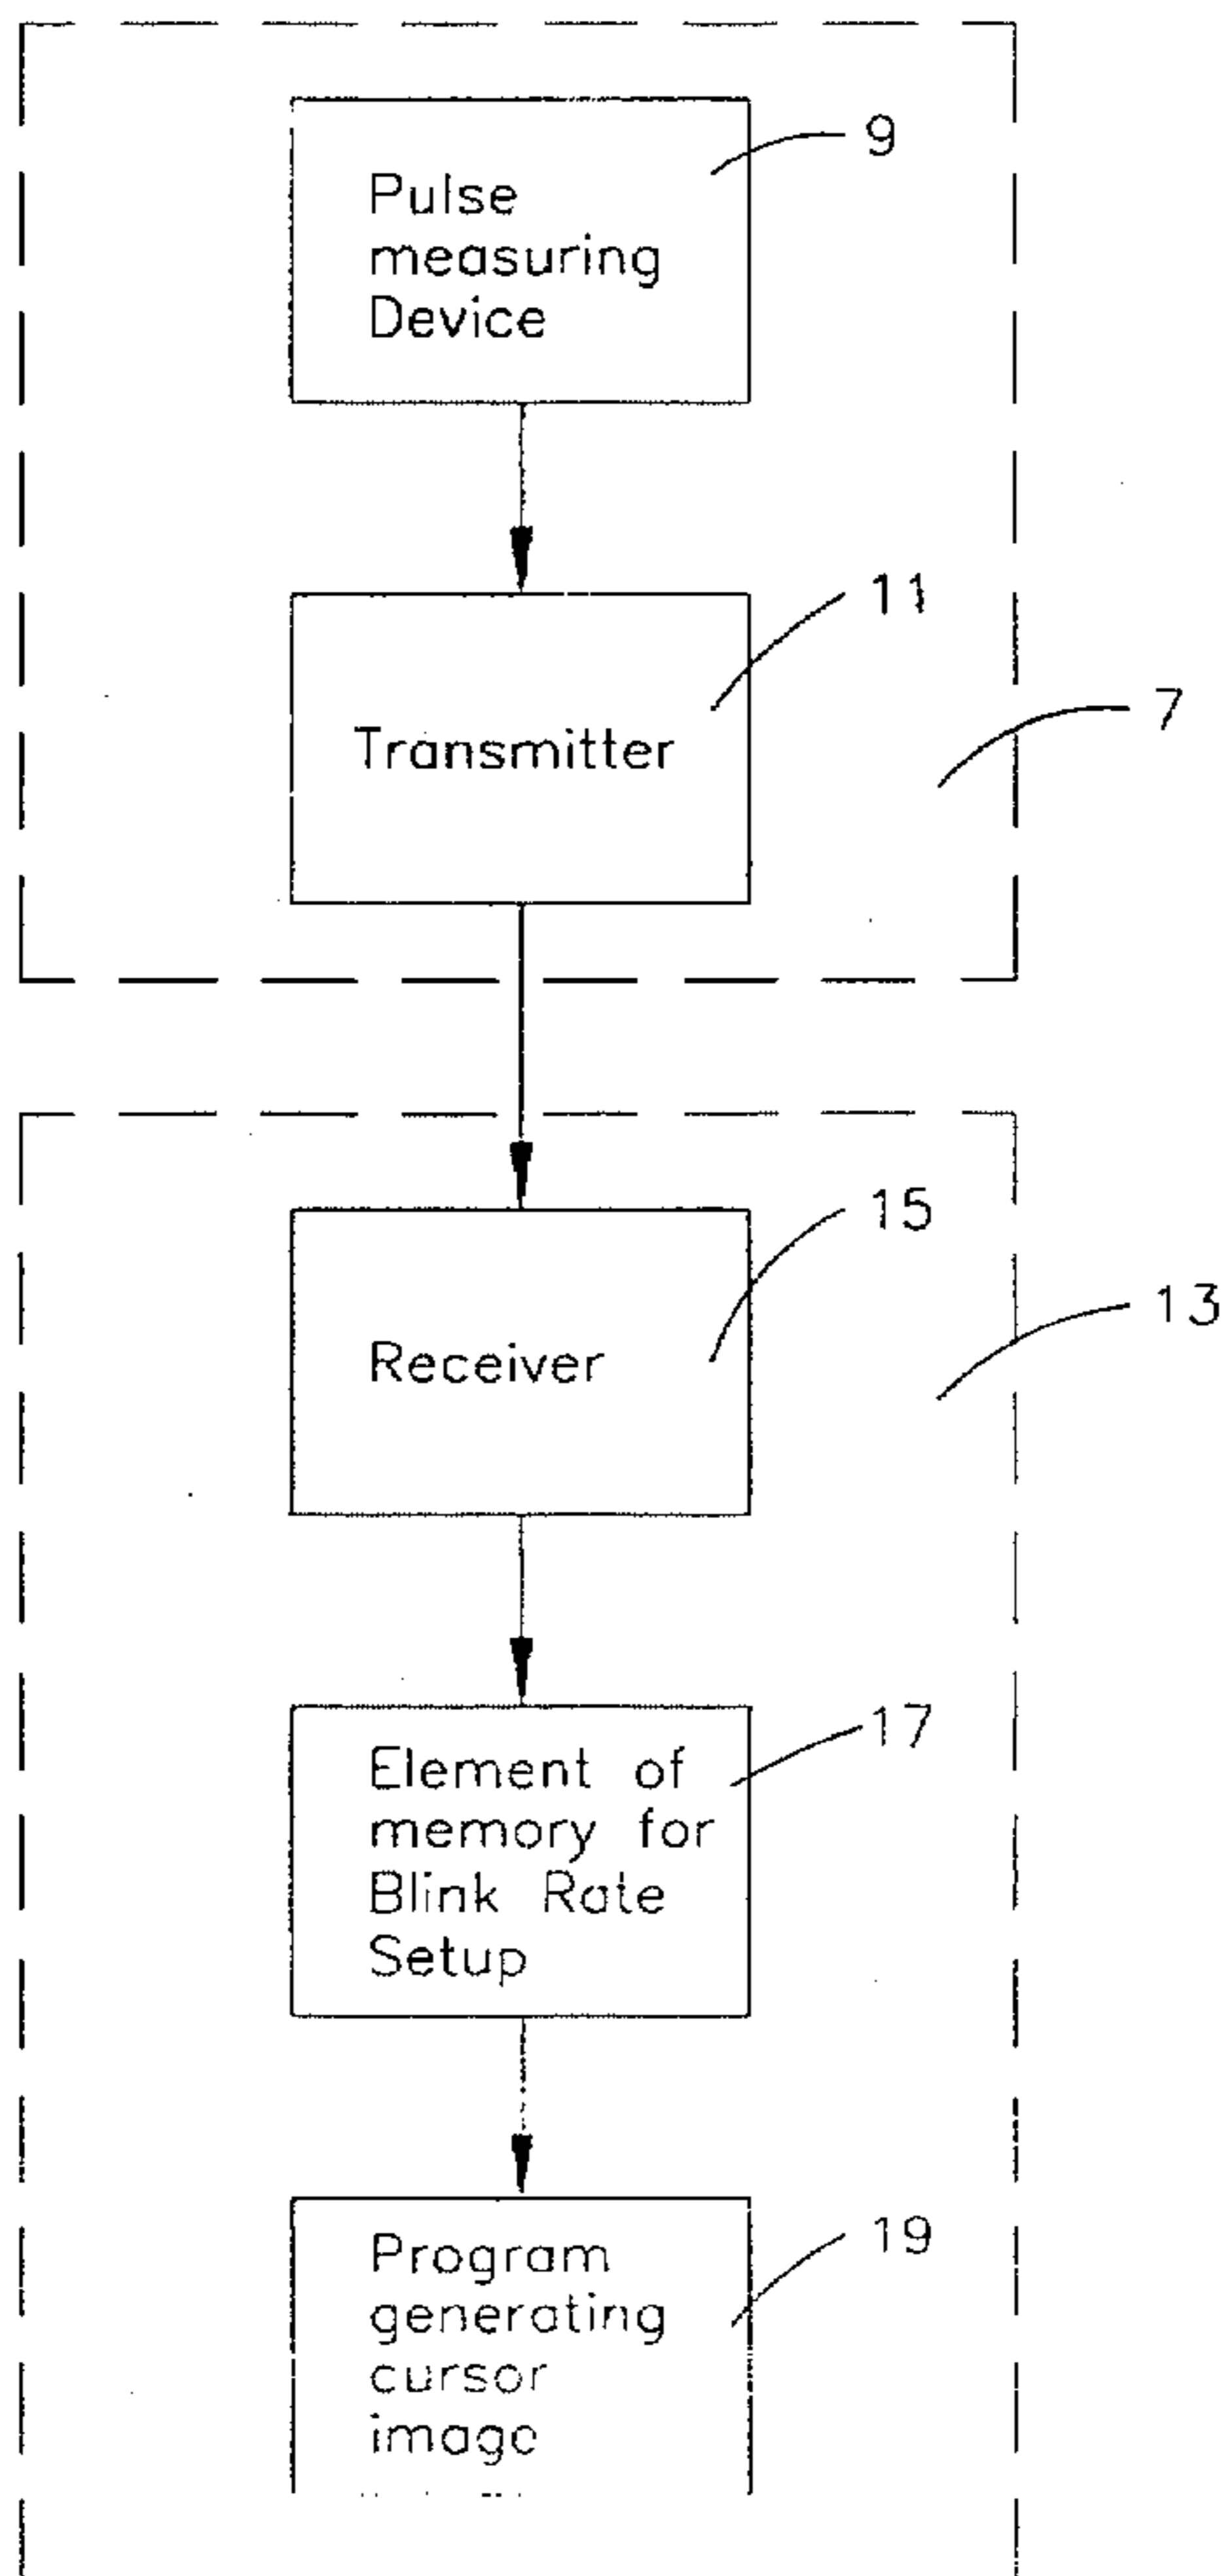 9
Pulse
measuring
Device
11
Transmitter
7
15
13
Receiver
17
Element of
memory for
Blink Rate
Setup
19
Program
generating
cursor
image